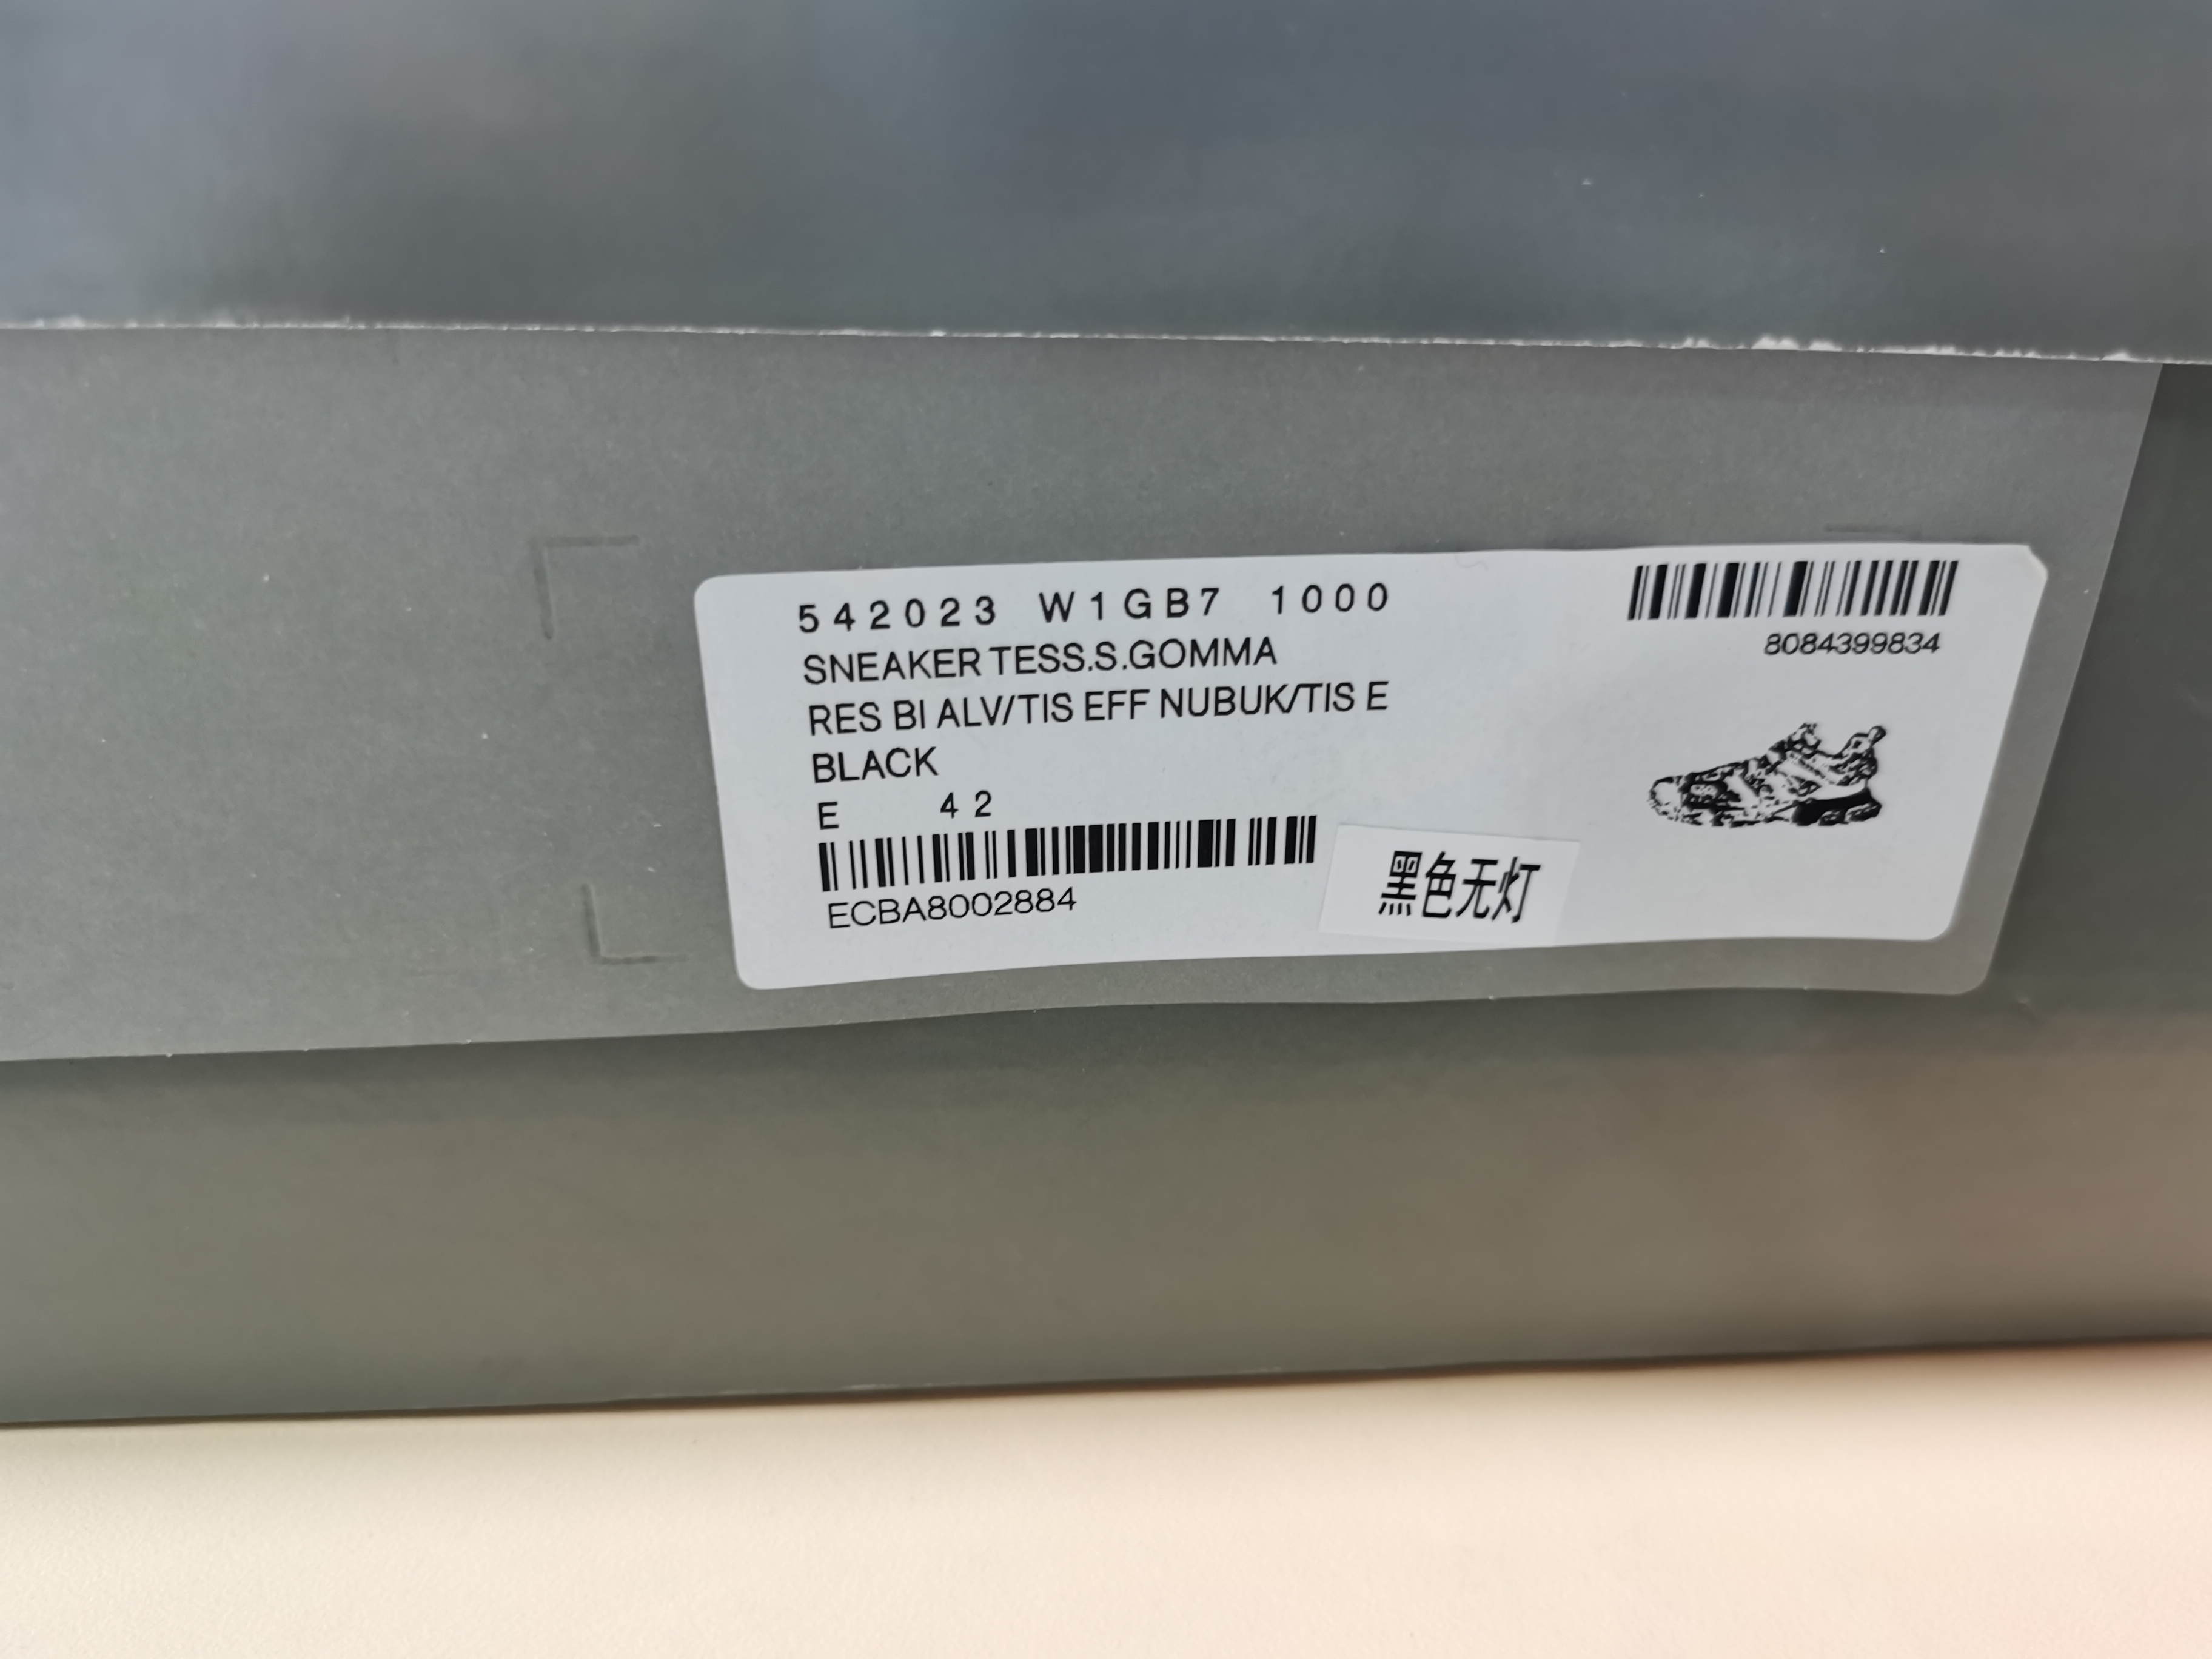 542023 W1GB7 1000
8084399834
SNEAKER TESS.S.GOMMA
RES BI ALV/TIS EFF NUBUK/TIS E
BLACK
E 42
ECBA8002884
黑色无灯